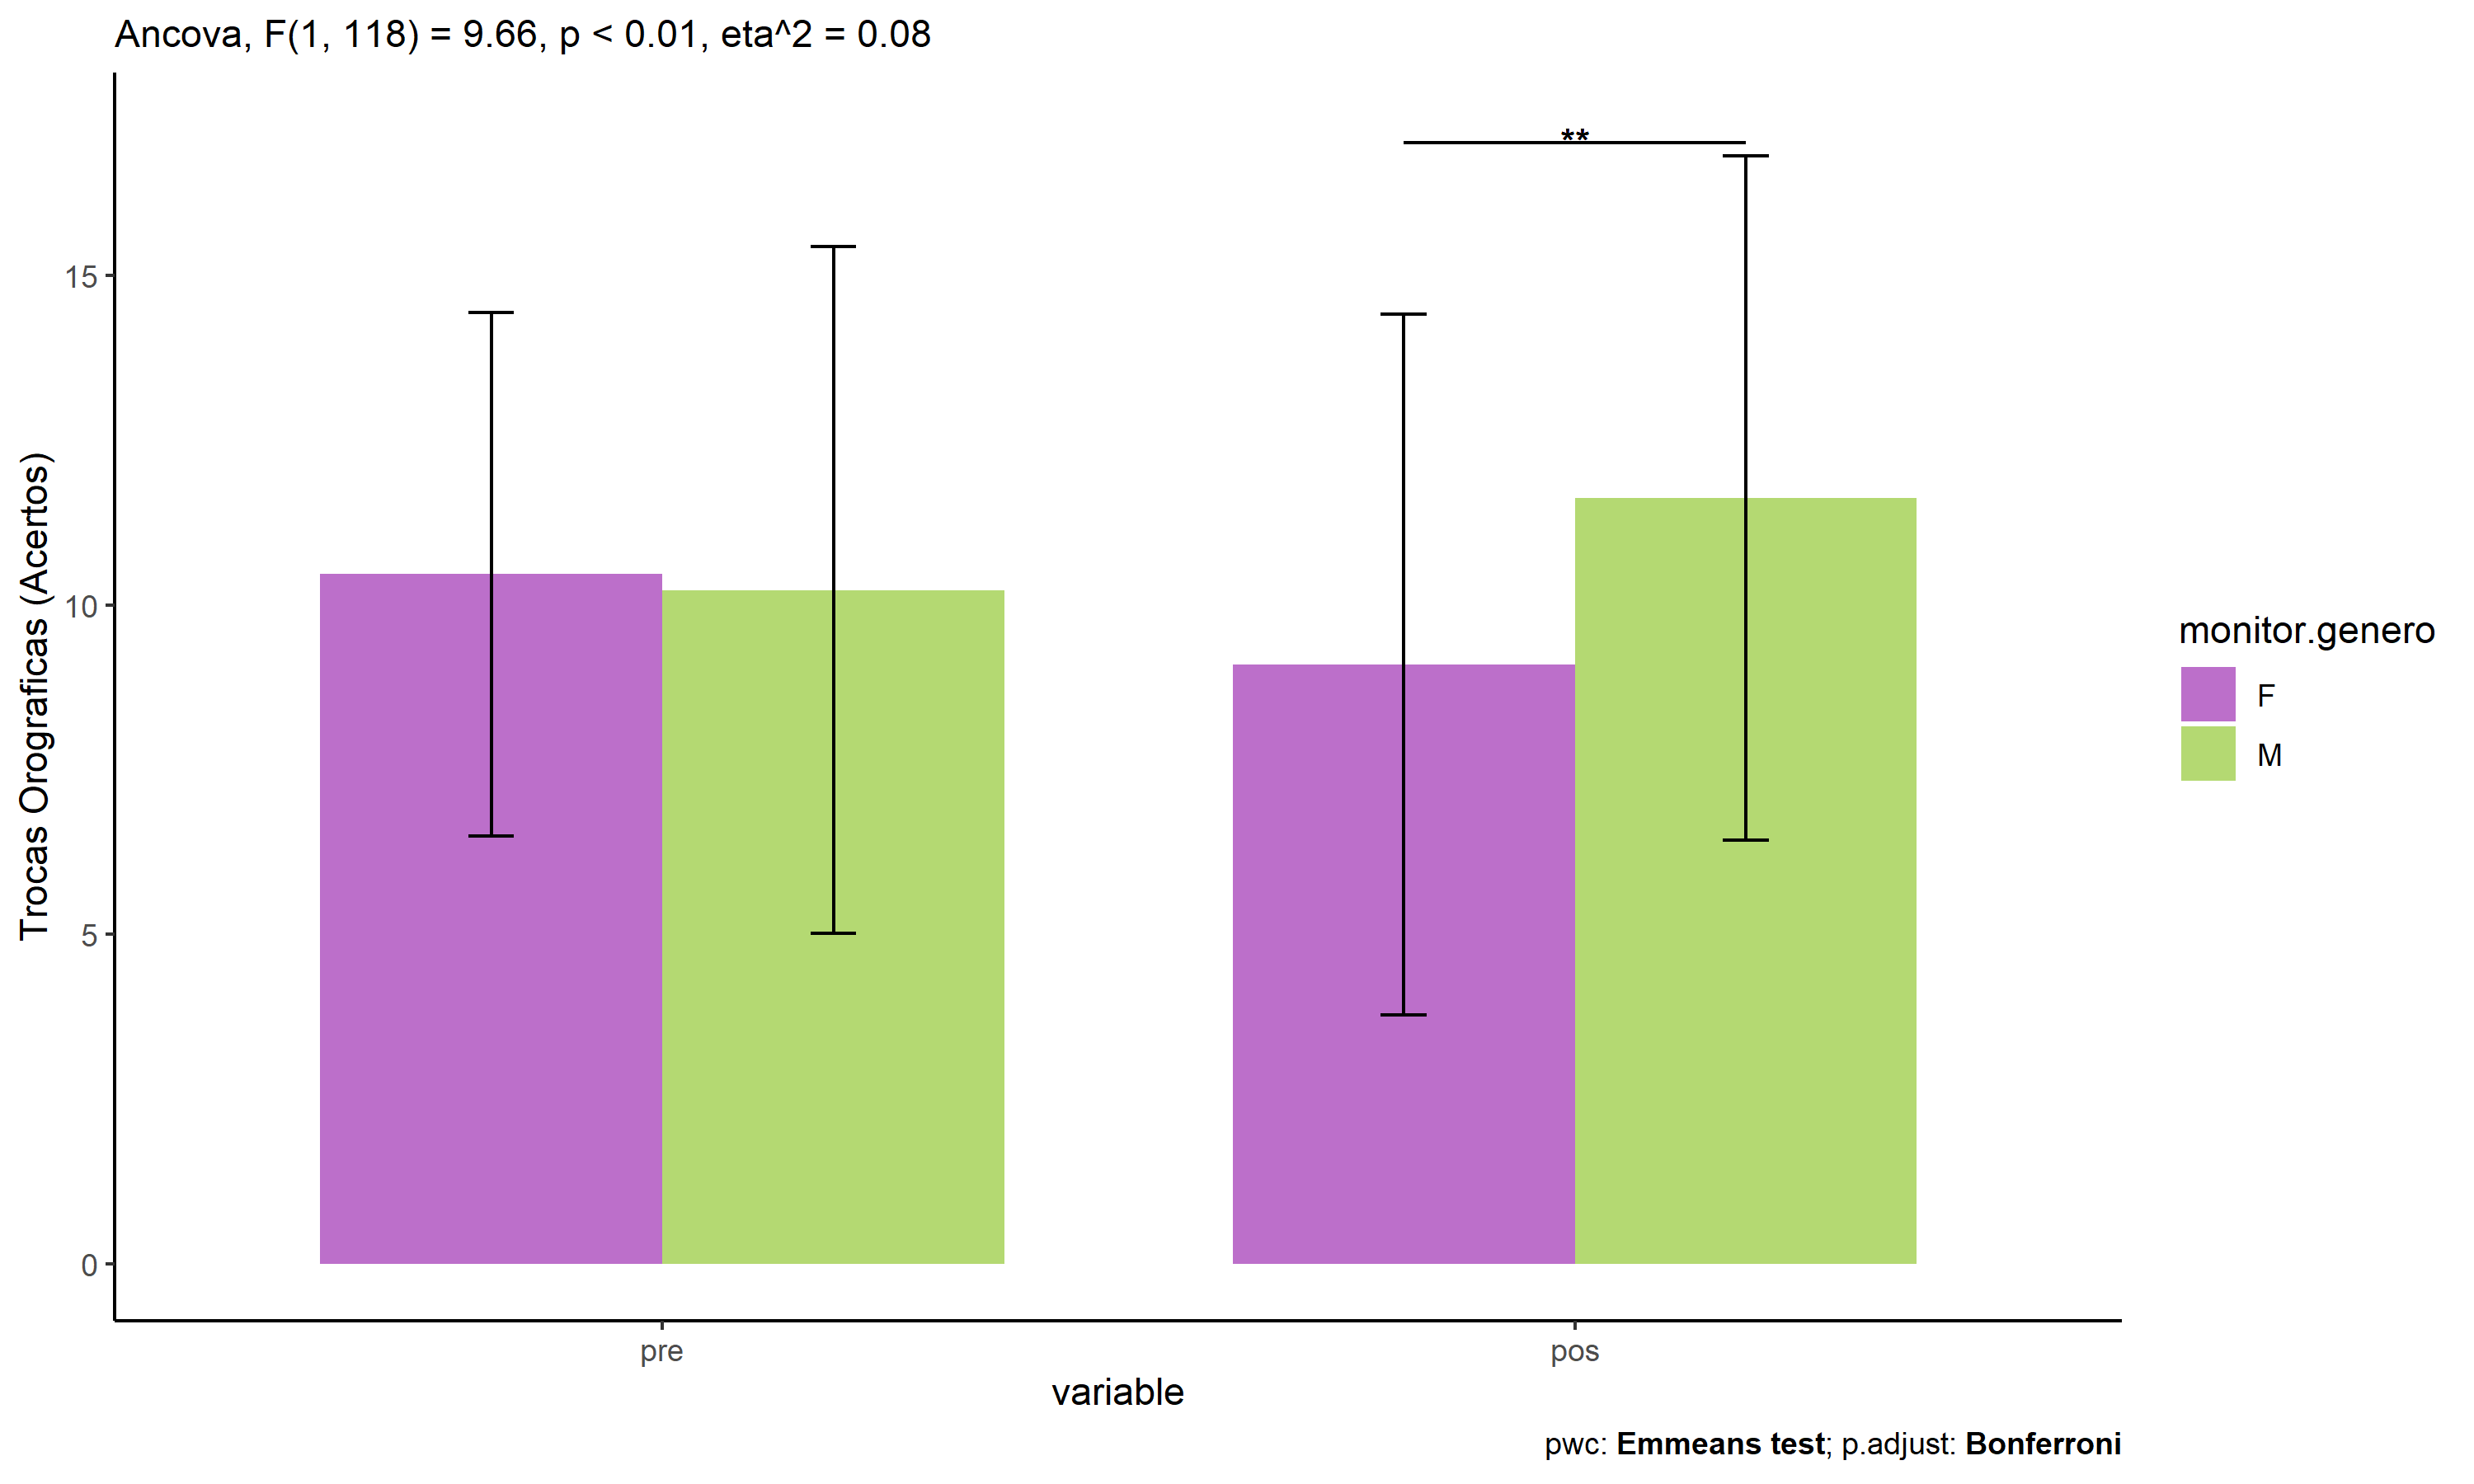 Ancova, F(1, 118) = 9.66, p < 0.01, eta^2 = 0.08
Trocas Orograficas (Acertos)
15
10
5
0
**
pre
pos
variable
monitor.genero
F
M
pwc: Emmeans test; p.adjust: Bonferroni